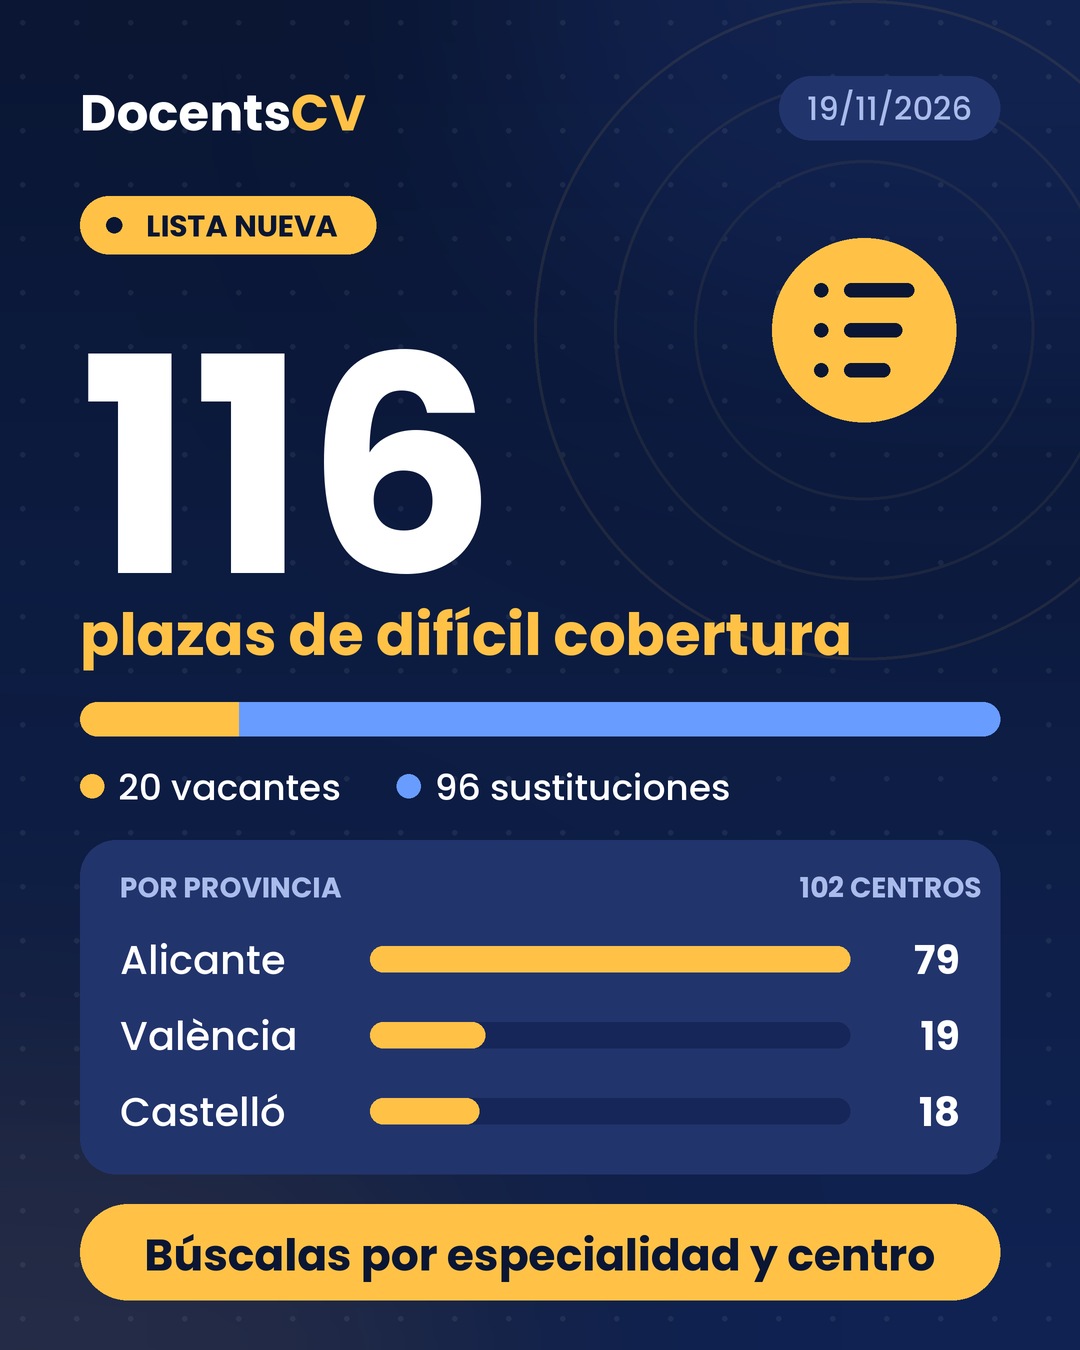 DocentsCV
19/11/2026
LISTA NUEVA
116
plazas de difícil cobertura
20 vacantes
96 sustituciones
POR PROVINCIA
102 CENTROS
Alicante 79
València 19
Castelló 18
Búscalas por especialidad y centro